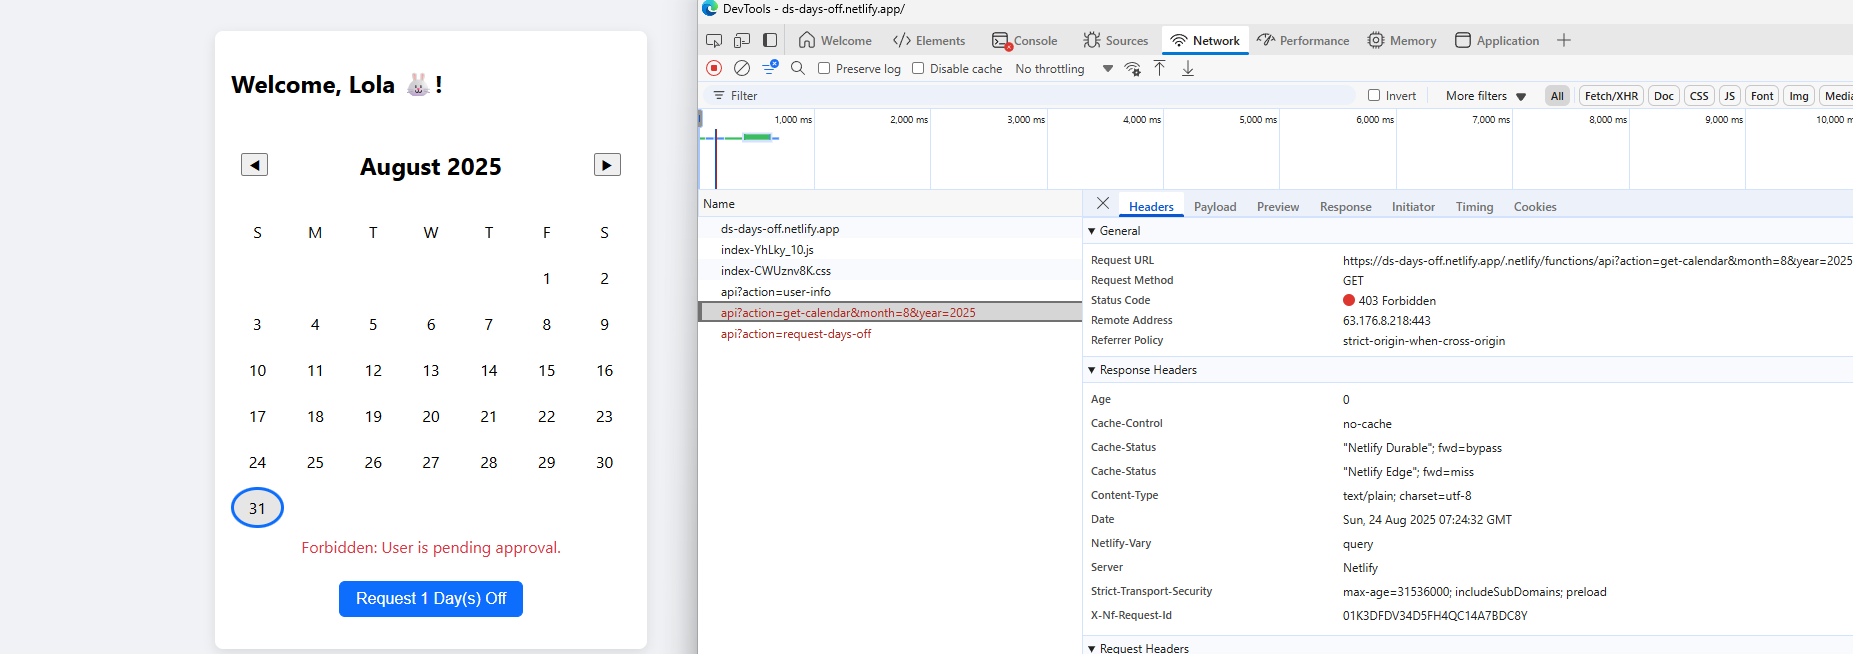 Welcome, Lola 🐰!
◀ August 2025 ▶
S M T W T F S
1 2
3 4 5 6 7 8 9
10 11 12 13 14 15 16
17 18 19 20 21 22 23
24 25 26 27 28 29 30
31
Forbidden: User is pending approval.
Request 1 Day(s) Off
DevTools - ds-days-off.netlify.app/
Welcome Elements Console Sources Network Performance Memory Application
Preserve log Disable cache No throttling
Filter Invert More filters All Fetch/XHR Doc CSS JS Font Img Media
1,000 ms 2,000 ms 3,000 ms 4,000 ms 5,000 ms 6,000 ms 7,000 ms 8,000 ms 9,000 ms 10,000 m
Name
ds-days-off.netlify.app
index-YhLky_10.js
index-CWUznv8K.css
api?action=user-info
api?action=get-calendar&month=8&year=2025
api?action=request-days-off
Headers Payload Preview Response Initiator Timing Cookies
▼ General
Request URL https://ds-days-off.netlify.app/.netlify/functions/api?action=get-calendar&month=8&year=2025
Request Method GET
Status Code 403 Forbidden
Remote Address 63.176.8.218:443
Referrer Policy strict-origin-when-cross-origin
▼ Response Headers
Age 0
Cache-Control no-cache
Cache-Status "Netlify Durable"; fwd=bypass
Cache-Status "Netlify Edge"; fwd=miss
Content-Type text/plain; charset=utf-8
Date Sun, 24 Aug 2025 07:24:32 GMT
Netlify-Vary query
Server Netlify
Strict-Transport-Security max-age=31536000; includeSubDomains; preload
X-Nf-Request-Id 01K3DFDV34D5FH4QC14A7BDC8Y
▼ Request Headers